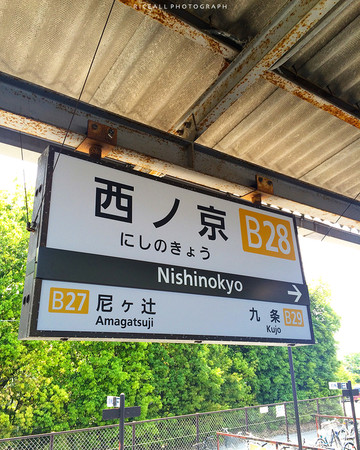 RICEALL PHOTOGRAPH
西ノ京 B28
にしのきょう
Nishinokyo
→
B27 尼ヶ辻 九条 B29
Amagatsuji Kujo